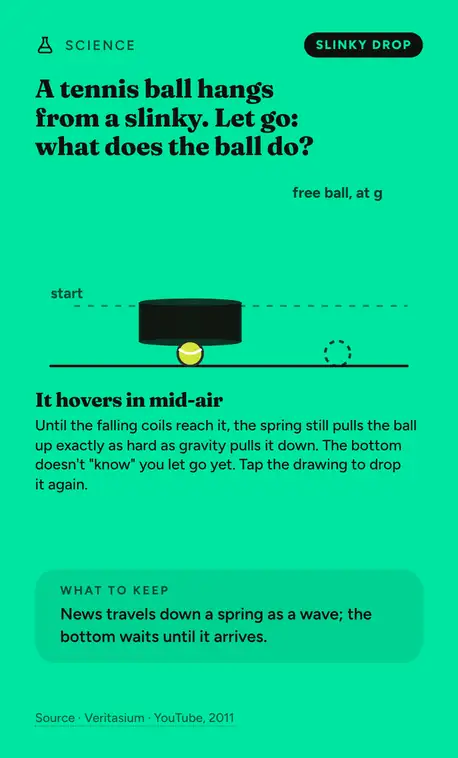 SCIENCE
SLINKY DROP
A tennis ball hangs
from a slinky. Let go:
what does the ball do?
free ball, at g
start
It hovers in mid-air
Until the falling coils reach it, the spring still pulls the ball
up exactly as hard as gravity pulls it down. The bottom
doesn't "know" you let go yet. Tap the drawing to drop
it again.
WHAT TO KEEP
News travels down a spring as a wave; the
bottom waits until it arrives.
Source · Veritasium · YouTube, 2011